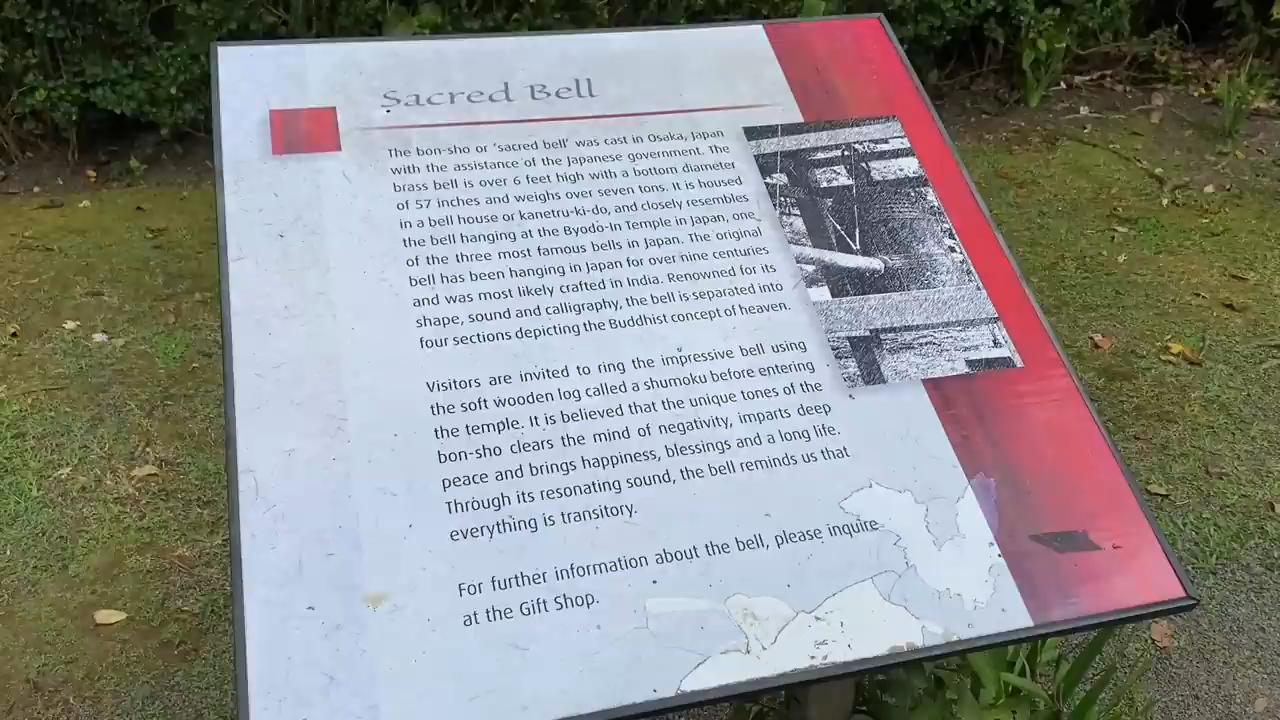 Sacred Bell
The bon-sho or 'sacred bell' was cast in Osaka, Japan
with the assistance of the Japanese government. The
brass bell is over 6 feet high with a bottom diameter
of 57 inches and weighs over seven tons. It is housed
in a bell house or kanetru-ki-do, and closely resembles
the bell hanging at the Byodo-In Temple in Japan, one
of the three most famous bells in Japan. The original
bell has been hanging in Japan for over nine centuries
and was most likely crafted in India. Renowned for its
shape, sound and calligraphy, the bell is separated into
four sections depicting the Buddhist concept of heaven.
Visitors are invited to ring the impressive bell using
the soft wooden log called a shumoku before entering
the temple. It is believed that the unique tones of the
bon-sho clears the mind of negativity, imparts deep
peace and brings happiness, blessings and a long life.
Through its resonating sound, the bell reminds us that
everything is transitory.
For further information about the bell, please inquire
at the Gift Shop.